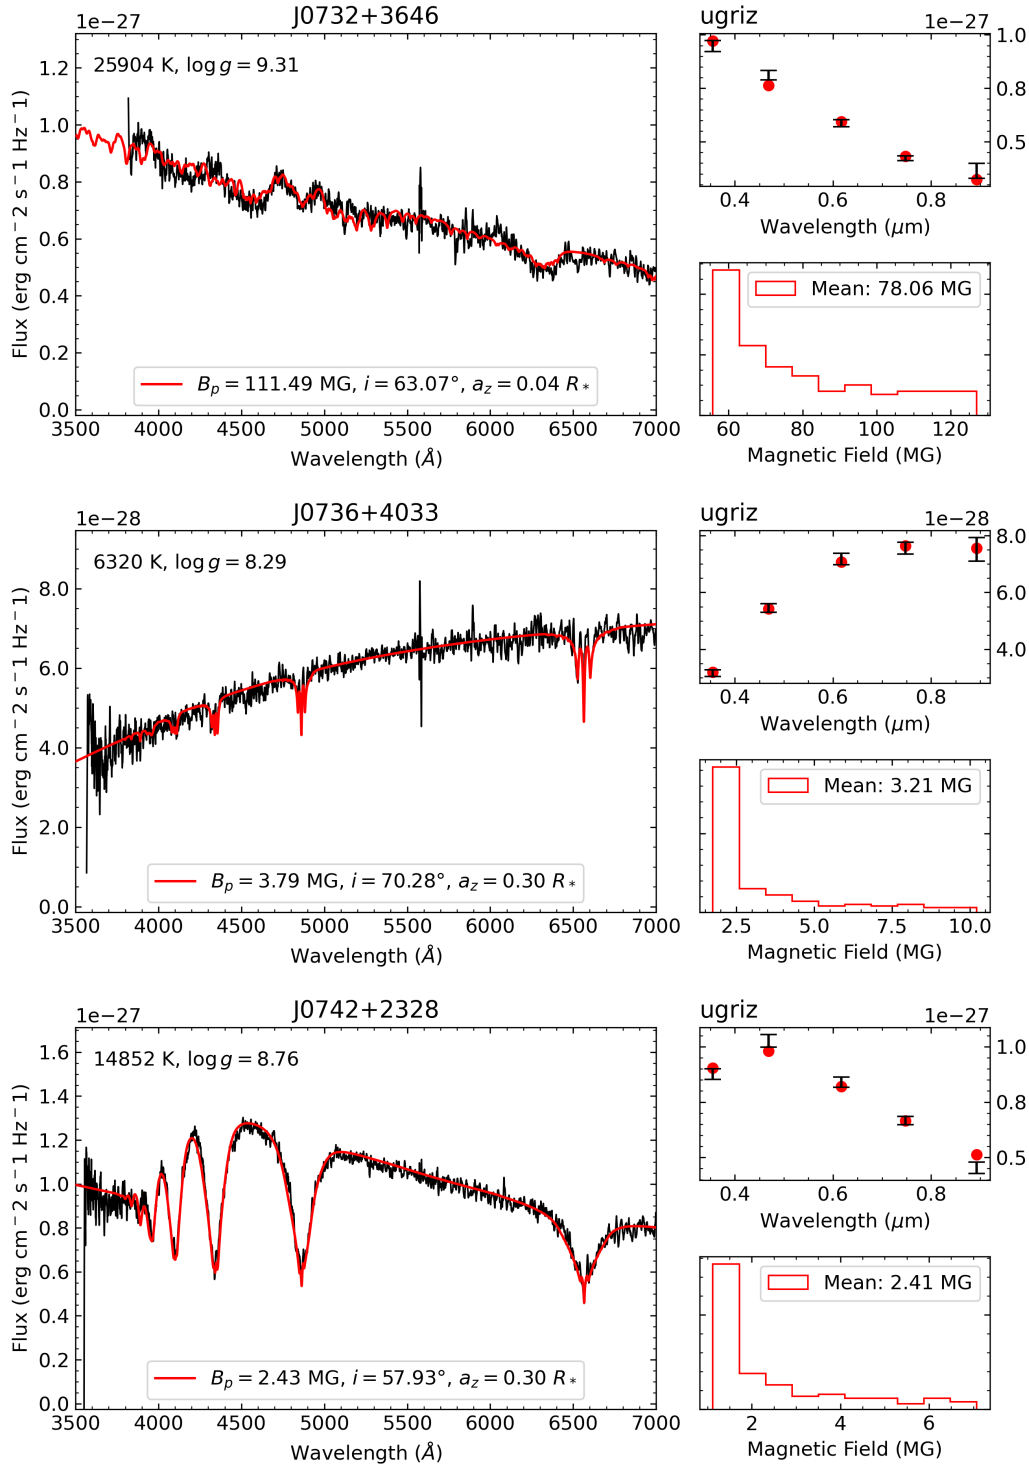 1e−27
J0732+3646
25904 K, log g = 9.31
Flux (erg cm−2 s−1 Hz−1)
1.2
1.0
0.8
0.6
0.4
0.2
0.0
B_p = 111.49 MG, i = 63.07°, a_z = 0.04 R_*
3500 4000 4500 5000 5500 6000 6500 7000
Wavelength (Å)
ugriz
1e−27
1.0
0.8
0.5
0.4 0.6 0.8
Wavelength (μm)
Mean: 78.06 MG
60 80 100 120
Magnetic Field (MG)
1e−28
J0736+4033
6320 K, log g = 8.29
Flux (erg cm−2 s−1 Hz−1)
8.0
6.0
4.0
2.0
0.0
B_p = 3.79 MG, i = 70.28°, a_z = 0.30 R_*
3500 4000 4500 5000 5500 6000 6500 7000
Wavelength (Å)
ugriz
1e−28
8.0
6.0
4.0
0.4 0.6 0.8
Wavelength (μm)
Mean: 3.21 MG
2.5 5.0 7.5 10.0
Magnetic Field (MG)
1e−27
J0742+2328
14852 K, log g = 8.76
Flux (erg cm−2 s−1 Hz−1)
1.6
1.4
1.2
1.0
0.8
0.6
0.4
0.2
0.0
B_p = 2.43 MG, i = 57.93°, a_z = 0.30 R_*
3500 4000 4500 5000 5500 6000 6500 7000
Wavelength (Å)
ugriz
1e−27
1.0
0.8
0.5
0.4 0.6 0.8
Wavelength (μm)
Mean: 2.41 MG
2 4 6
Magnetic Field (MG)